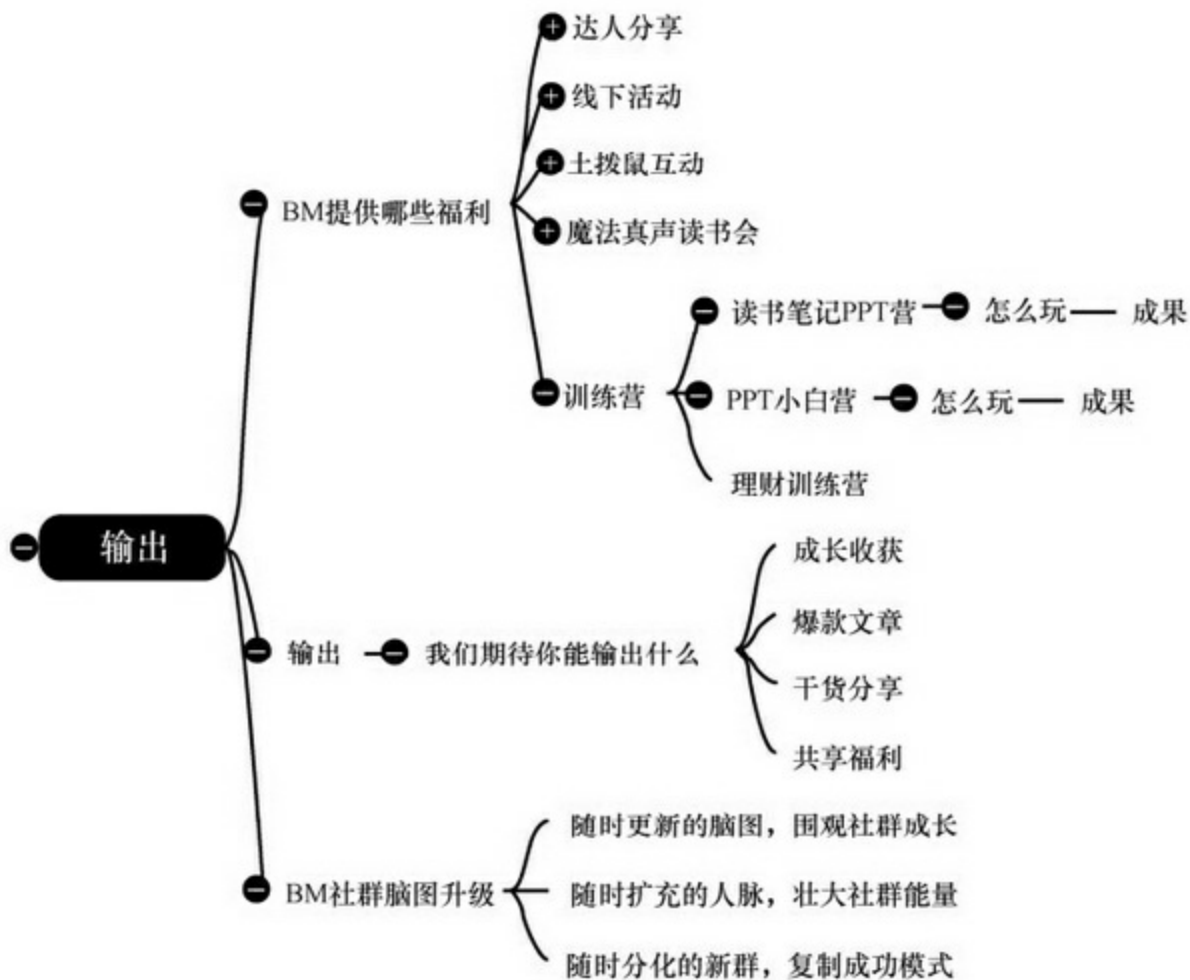 达人分享
线下活动
土拨鼠互动
BM提供哪些福利
魔法真声读书会
读书笔记PPT营 怎么玩 成果
训练营 PPT小白营 怎么玩 成果
理财训练营
输出
成长收获
爆款文章
输出 我们期待你能输出什么
干货分享
共享福利
随时更新的脑图，围观社群成长
BM社群脑图升级 随时扩充的人脉，壮大社群能量
随时分化的新群，复制成功模式